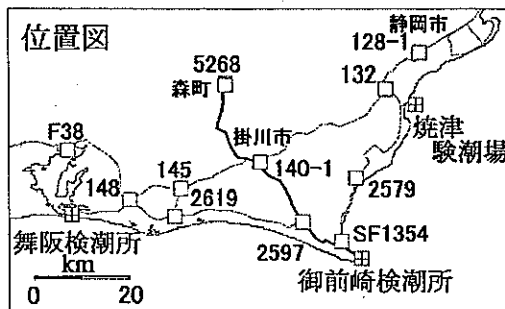 位置図
静岡市
128-1
5268
森町
132
焼津
験潮場
F38
掛川市
145
140-1
148
2619
2579
舞阪検潮所
2597
SF1354
km
御前崎検潮所
0 20